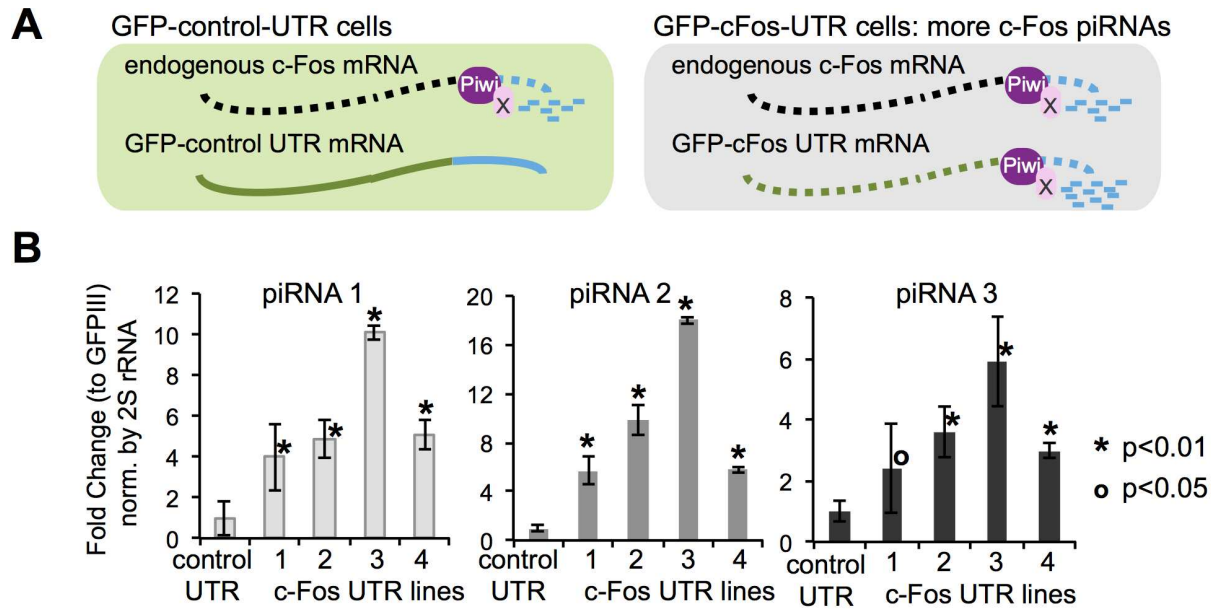 A
GFP-control-UTR cells
endogenous c-Fos mRNA
Piwi
X
GFP-control UTR mRNA
GFP-cFos-UTR cells: more c-Fos piRNAs
endogenous c-Fos mRNA
Piwi
X
GFP-cFos UTR mRNA
Piwi
X
B
Fold Change (to GFPIII)
norm. by 2S rRNA
piRNA 1
12
10
8
6
4
2
0
*
*
*
*
control
UTR
1 2 3 4
c-Fos UTR lines
piRNA 2
20
16
12
8
4
0
*
*
*
*
control
UTR
1 2 3 4
c-Fos UTR lines
piRNA 3
8
6
4
2
0
o
*
*
*
control
UTR
1 2 3 4
c-Fos UTR lines
* p<0.01
o p<0.05